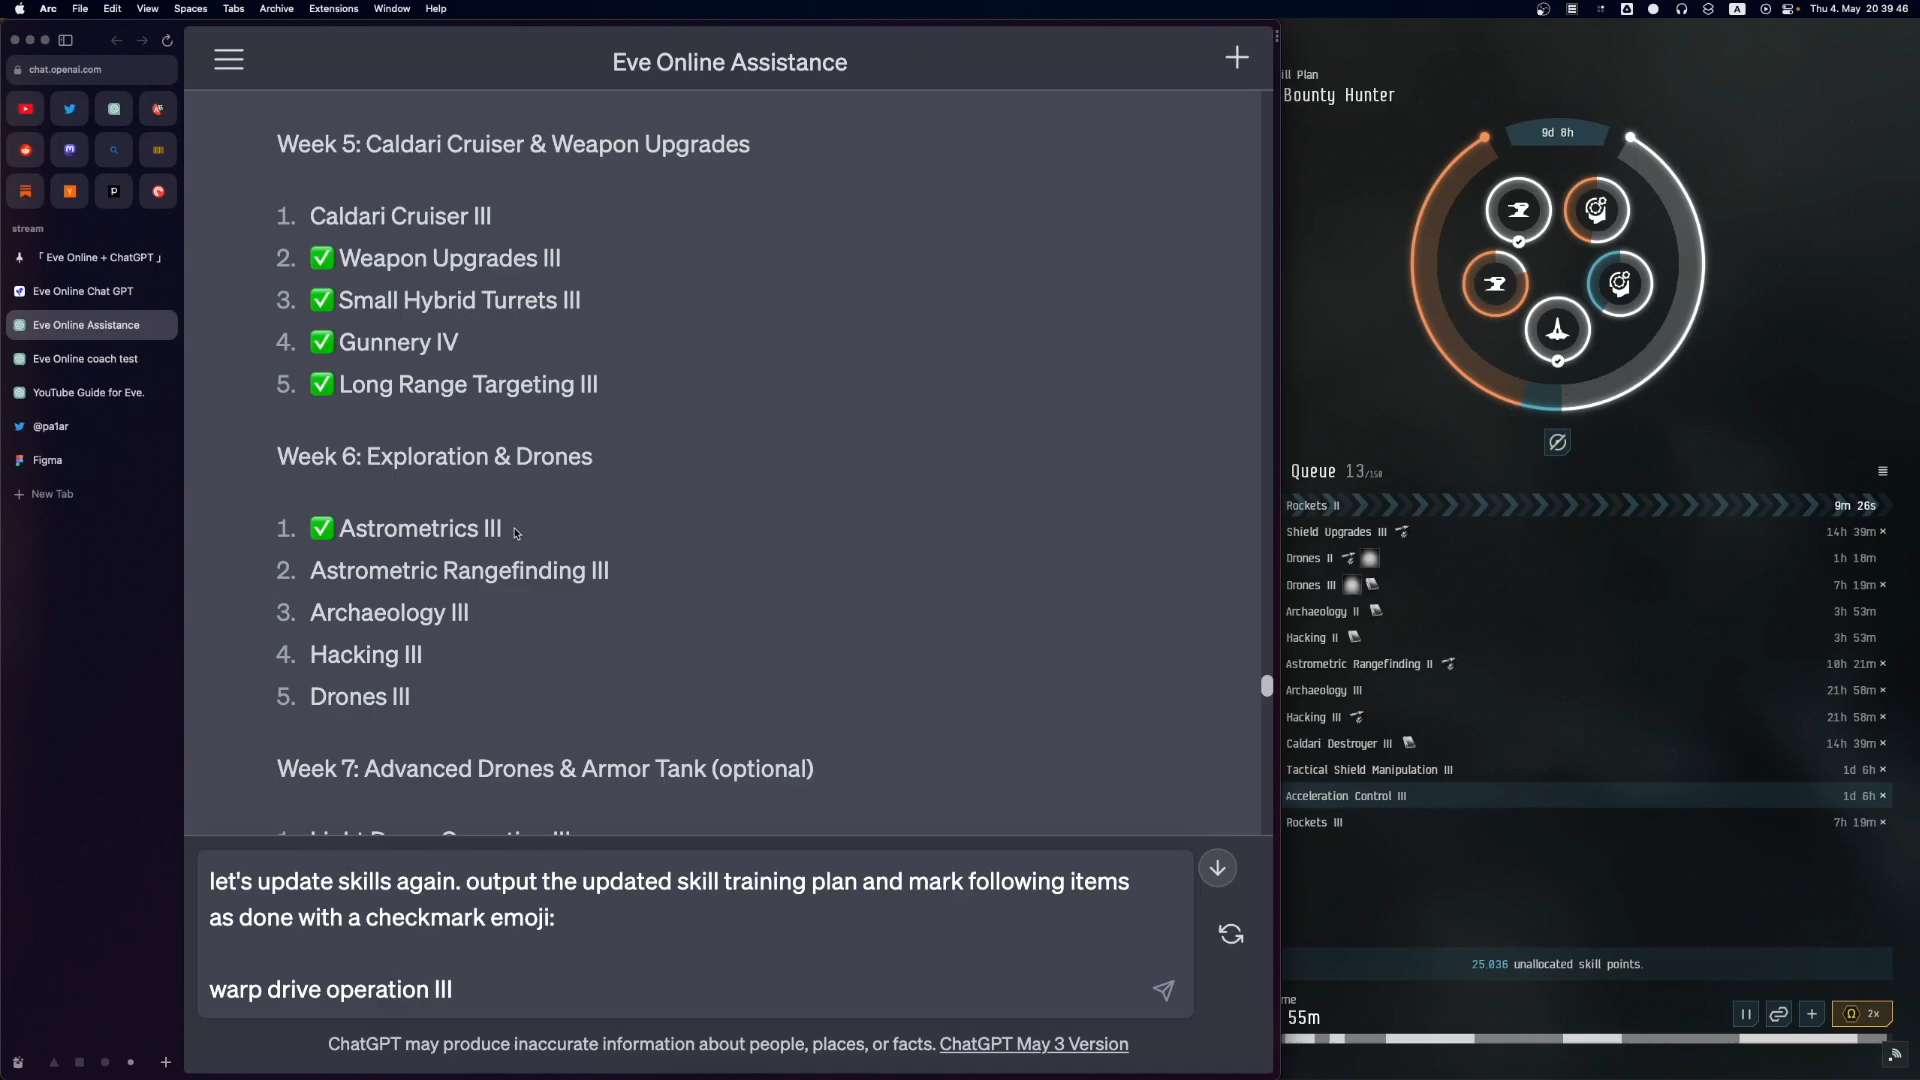 Arc File Edit View Spaces Tabs Archive Extensions Window Help
A Thu 4. May 20 39 46
chat.openai.com
stream
「 Eve Online + ChatGPT 」
Eve Online Chat GPT
Eve Online Assistance
Eve Online coach test
YouTube Guide for Eve.
@pa1ar
Figma
+ New Tab
Eve Online Assistance
Week 5: Caldari Cruiser & Weapon Upgrades
1. Caldari Cruiser III
2. ✅ Weapon Upgrades III
3. ✅ Small Hybrid Turrets III
4. ✅ Gunnery IV
5. ✅ Long Range Targeting III
Week 6: Exploration & Drones
1. ✅ Astrometrics III
2. Astrometric Rangefinding III
3. Archaeology III
4. Hacking III
5. Drones III
Week 7: Advanced Drones & Armor Tank (optional)
let's update skills again. output the updated skill training plan and mark following items
as done with a checkmark emoji:
warp drive operation III
ChatGPT may produce inaccurate information about people, places, or facts. ChatGPT May 3 Version
ill Plan
Bounty Hunter
9d 8h
Queue 13/150
Rockets II 9m 26s
Shield Upgrades III 14h 39m ×
Drones II 1h 18m
Drones III 7h 19m ×
Archaeology II 3h 53m
Hacking II 3h 53m
Astrometric Rangefinding II 10h 21m ×
Archaeology III 21h 58m ×
Hacking III 21h 58m ×
Caldari Destroyer III 14h 39m ×
Tactical Shield Manipulation III 1d 6h ×
Acceleration Control III 1d 6h ×
Rockets III 7h 19m ×
25,036 unallocated skill points.
me
55m
Ω 2x